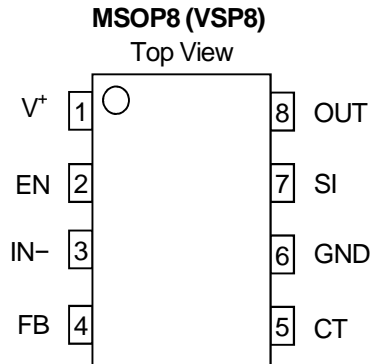 MSOP8 (VSP8)
Top View
V⁺ 1 8 OUT
EN 2 7 SI
IN− 3 6 GND
FB 4 5 CT